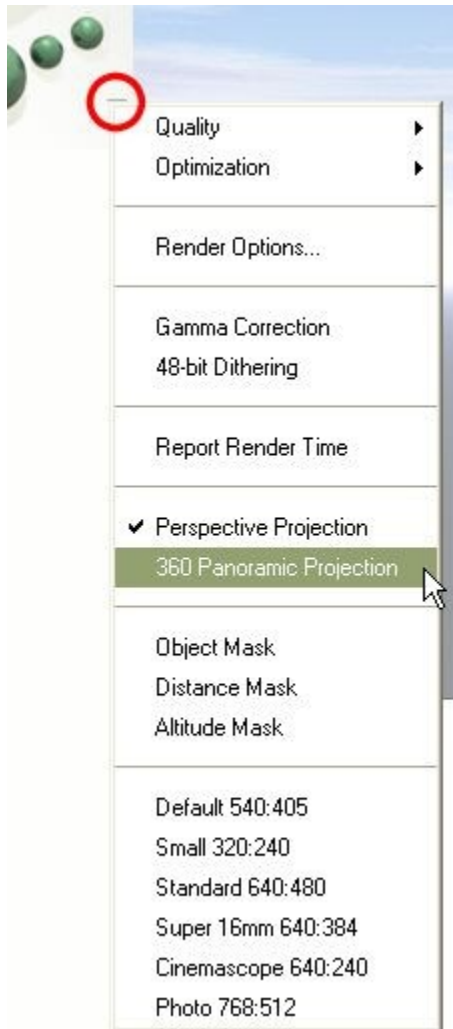 Quality
Optimization
Render Options...
Gamma Correction
48-bit Dithering
Report Render Time
Perspective Projection
360 Panoramic Projection
Object Mask
Distance Mask
Altitude Mask
Default 540:405
Small 320:240
Standard 640:480
Super 16mm 640:384
Cinemascope 640:240
Photo 768:512